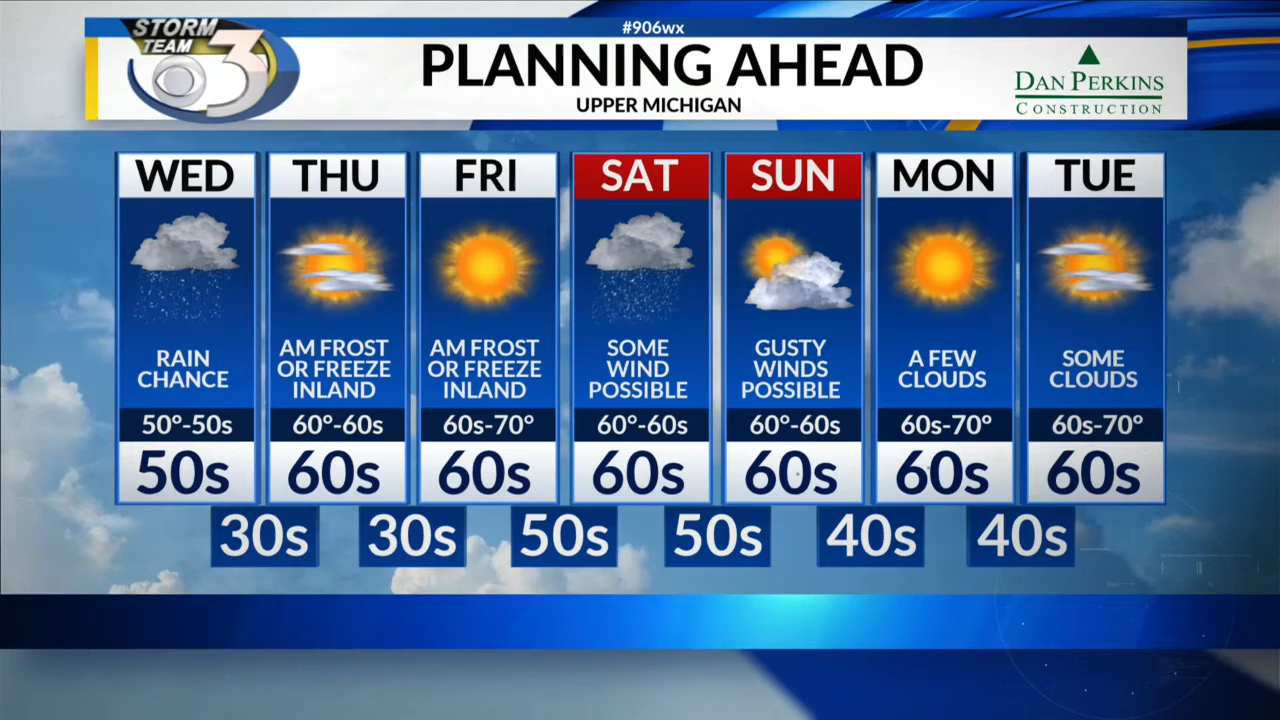 #906wx
STORM
TEAM
3
PLANNING AHEAD
UPPER MICHIGAN
DAN PERKINS
CONSTRUCTION
WED
RAIN
CHANCE
50°-50s
50s
THU
AM FROST
OR FREEZE
INLAND
60°-60s
60s
FRI
AM FROST
OR FREEZE
INLAND
60s-70°
60s
SAT
SOME
WIND
POSSIBLE
60°-60s
60s
SUN
GUSTY
WINDS
POSSIBLE
60°-60s
60s
MON
A FEW
CLOUDS
60s-70°
60s
TUE
SOME
CLOUDS
60s-70°
60s
30s
30s
50s
50s
40s
40s